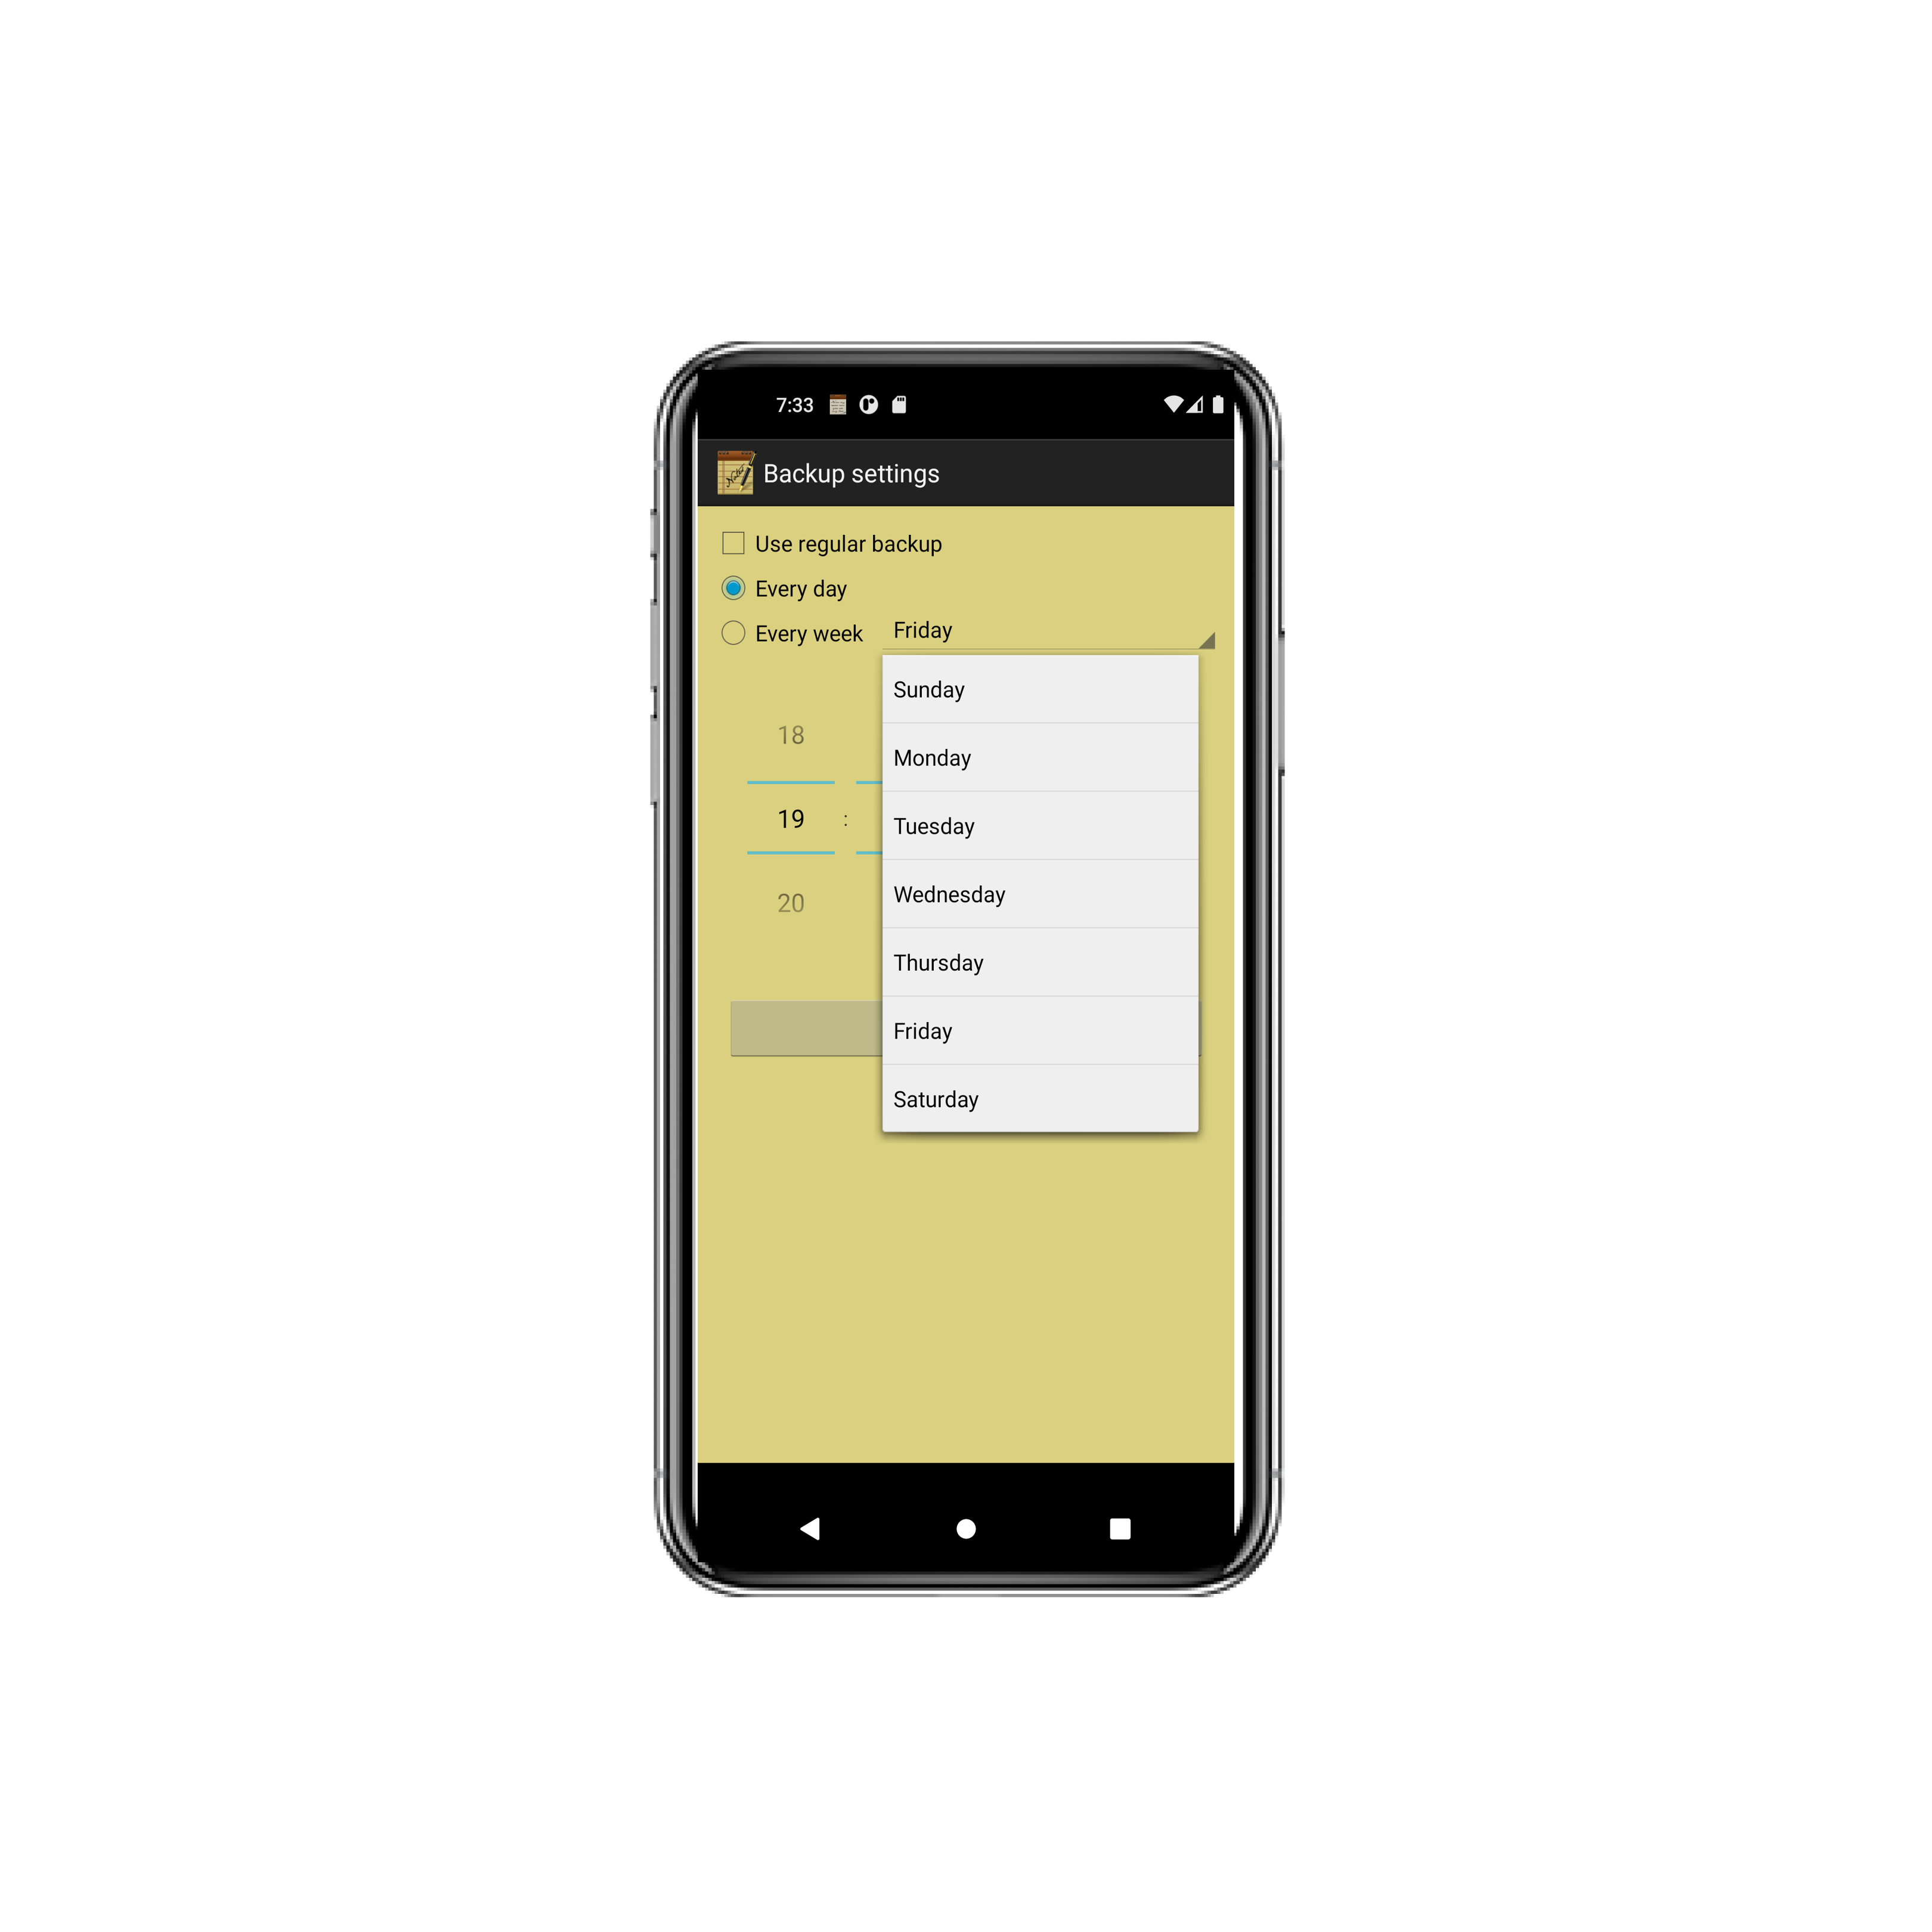 7:33
Notes
Backup settings
Use regular backup
Every day
Every week Friday
Sunday
Monday
Tuesday
Wednesday
Thursday
Friday
Saturday
18
19 :
20